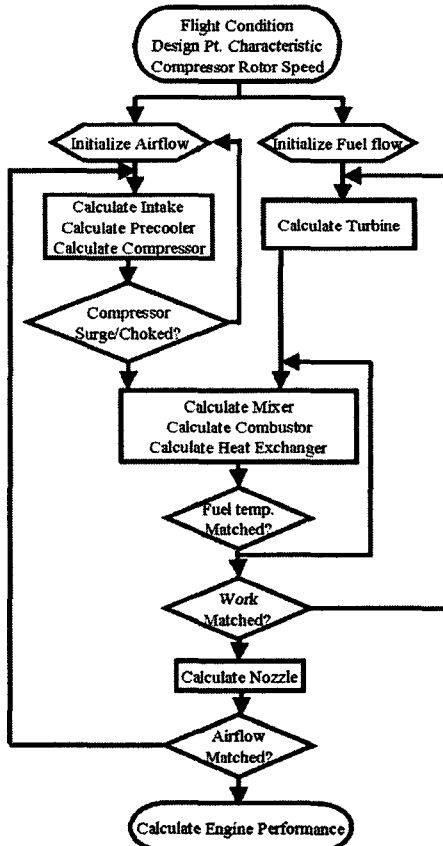 Flight Condition
Design Pt. Characteristic
Compressor Rotor Speed
Initialize Airflow
Initialize Fuel flow
Calculate Intake
Calculate Precooler
Calculate Compressor
Calculate Turbine
Compressor
Surge/Choked?
Calculate Mixer
Calculate Combustor
Calculate Heat Exchanger
Fuel temp.
Matched?
Work
Matched?
Calculate Nozzle
Airflow
Matched?
Calculate Engine Performance